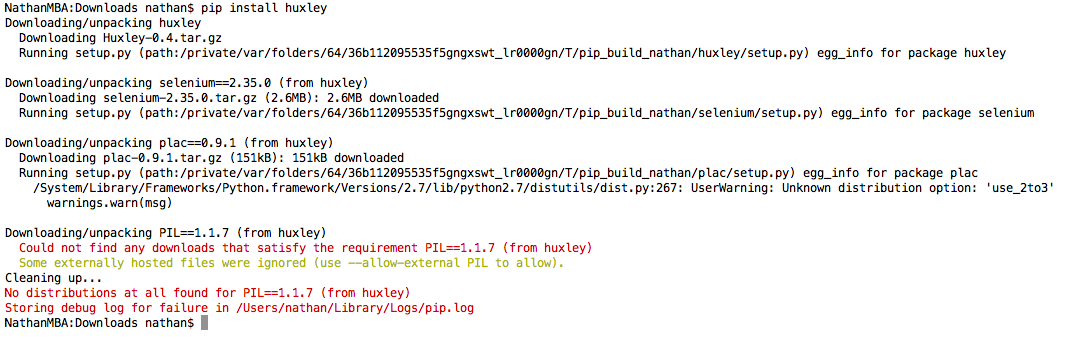 NathanMBA:Downloads nathan$ pip install huxley
Downloading/unpacking huxley
  Downloading Huxley-0.4.tar.gz
  Running setup.py (path:/private/var/folders/64/36b112095535f5gngxswt_lr0000gn/T/pip_build_nathan/huxley/setup.py) egg_info for package huxley

Downloading/unpacking selenium==2.35.0 (from huxley)
  Downloading selenium-2.35.0.tar.gz (2.6MB): 2.6MB downloaded
  Running setup.py (path:/private/var/folders/64/36b112095535f5gngxswt_lr0000gn/T/pip_build_nathan/selenium/setup.py) egg_info for package selenium

Downloading/unpacking plac==0.9.1 (from huxley)
  Downloading plac-0.9.1.tar.gz (151kB): 151kB downloaded
  Running setup.py (path:/private/var/folders/64/36b112095535f5gngxswt_lr0000gn/T/pip_build_nathan/plac/setup.py) egg_info for package plac
    /System/Library/Frameworks/Python.framework/Versions/2.7/lib/python2.7/distutils/dist.py:267: UserWarning: Unknown distribution option: 'use_2to3'
      warnings.warn(msg)

Downloading/unpacking PIL==1.1.7 (from huxley)
  Could not find any downloads that satisfy the requirement PIL==1.1.7 (from huxley)
  Some externally hosted files were ignored (use --allow-external PIL to allow).
Cleaning up...
No distributions at all found for PIL==1.1.7 (from huxley)
Storing debug log for failure in /Users/nathan/Library/Logs/pip.log
NathanMBA:Downloads nathan$